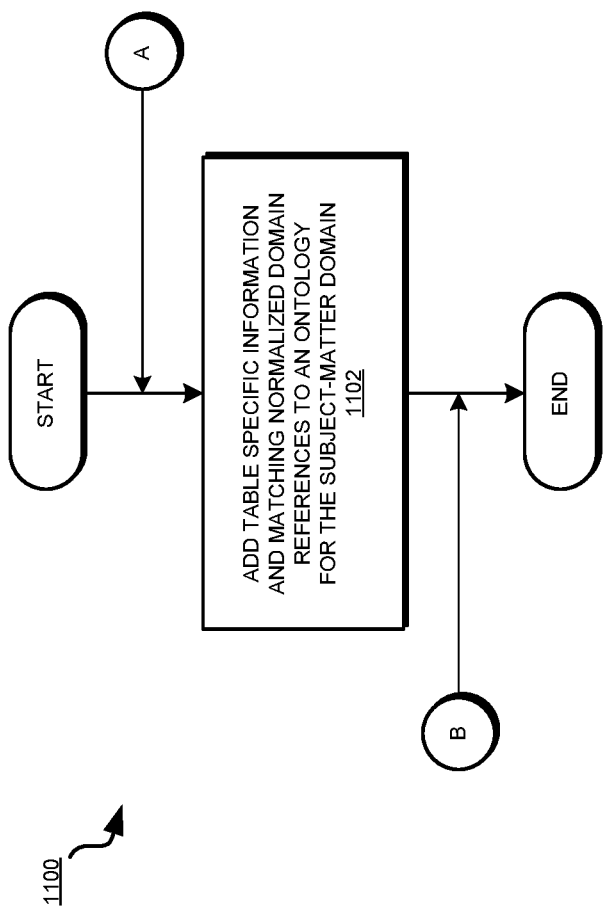 1100
START
A
ADD TABLE SPECIFIC INFORMATION
AND MATCHING NORMALIZED DOMAIN
REFERENCES TO AN ONTOLOGY
FOR THE SUBJECT-MATTER DOMAIN
1102
B
END